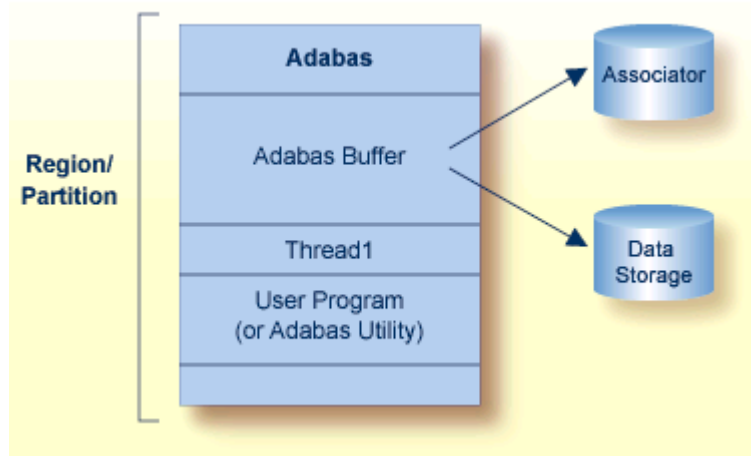 Adabas
Associator
Adabas Buffer
Region/
Partition
Thread1
Data
Storage
User Program
(or Adabas Utility)